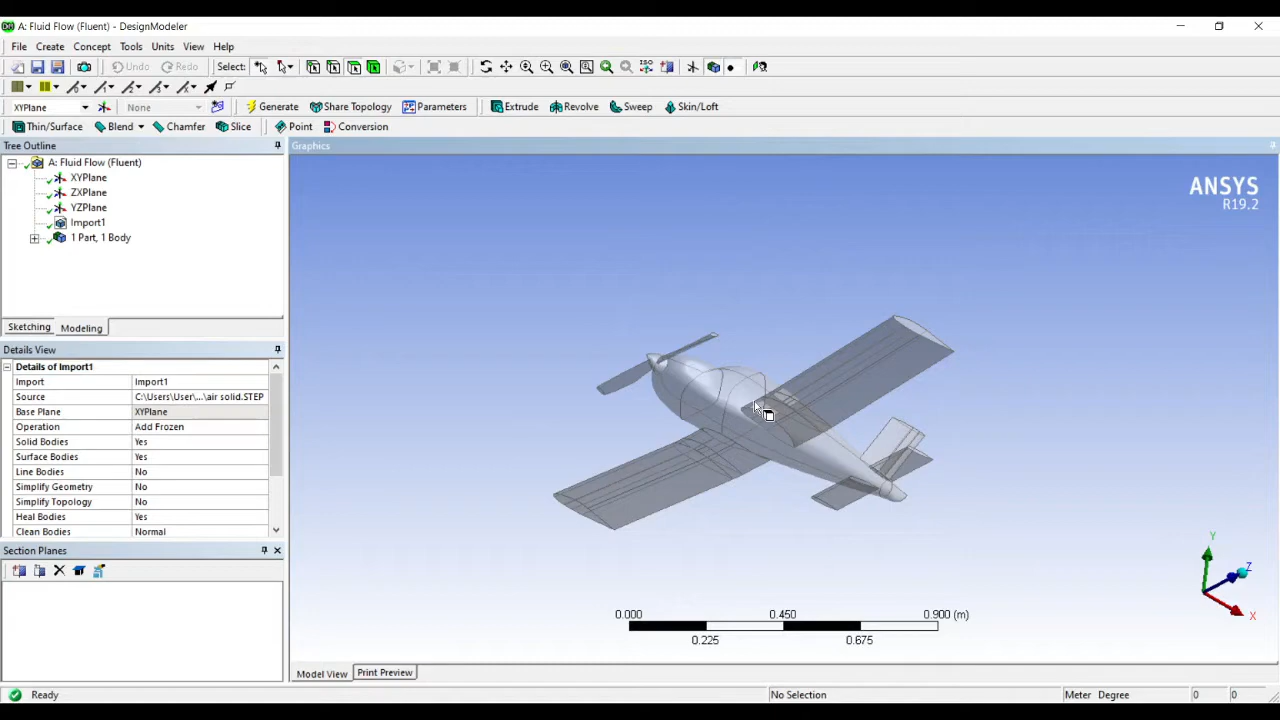 A: Fluid Flow (Fluent) - DesignModeler
File Create Concept Tools Units View Help
Undo Redo Select: ISO
XYPlane None Generate Share Topology Parameters Extrude Revolve Sweep Skin/Loft
Thin/Surface Blend Chamfer Slice Point Conversion
Tree Outline
A: Fluid Flow (Fluent)
XYPlane
ZXPlane
YZPlane
Import1
1 Part, 1 Body
Sketching Modeling
Details View
Details of Import1
Import Import1
Source C:\Users\User\...\air solid.STEP
Base Plane XYPlane
Operation Add Frozen
Solid Bodies Yes
Surface Bodies Yes
Line Bodies No
Simplify Geometry No
Simplify Topology No
Heal Bodies Yes
Clean Bodies Normal
Section Planes
Graphics
ANSYS
R19.2
Y
Z
X
0.000 0.450 0.900 (m)
0.225 0.675
Model View Print Preview
Ready No Selection Meter Degree 0 0